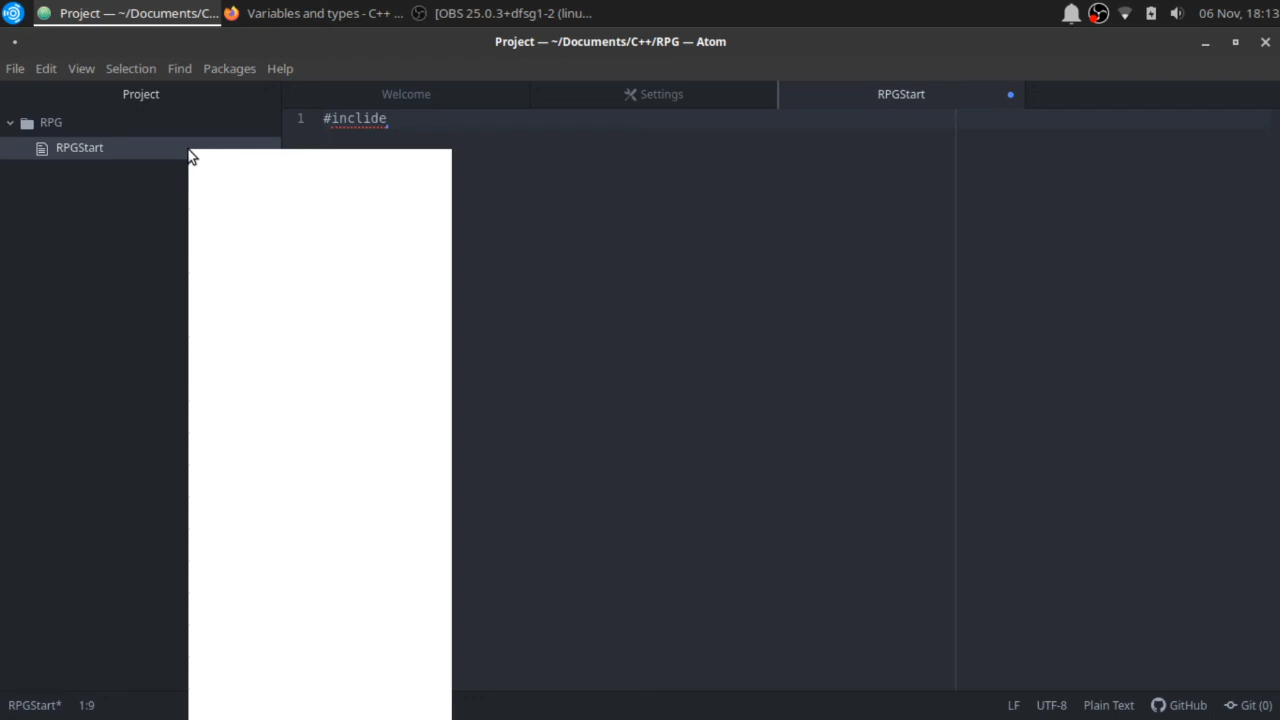 Project — ~/Documents/C... Variables and types - C++ ... [OBS 25.0.3+dfsg1-2 (linu... 06 Nov, 18:13
Project — ~/Documents/C++/RPG — Atom
File Edit View Selection Find Packages Help
Project Welcome Settings RPGStart
RPG
1 #inclide
RPGStart
RPGStart* 1:9 LF UTF-8 Plain Text GitHub Git (0)